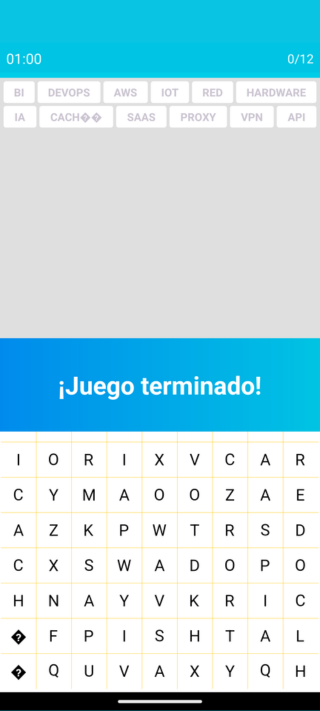 01:00 0/12
BI DEVOPS AWS IOT RED HARDWARE
IA CACH�� SAAS PROXY VPN API
¡Juego terminado!
I O R I X V C A R
C Y M A O O Z A E
A Z K P W T R S D
C X S W A D O P O
H N A Y V K R I C
� F P I S H T A L
� Q U V A X Y Q H